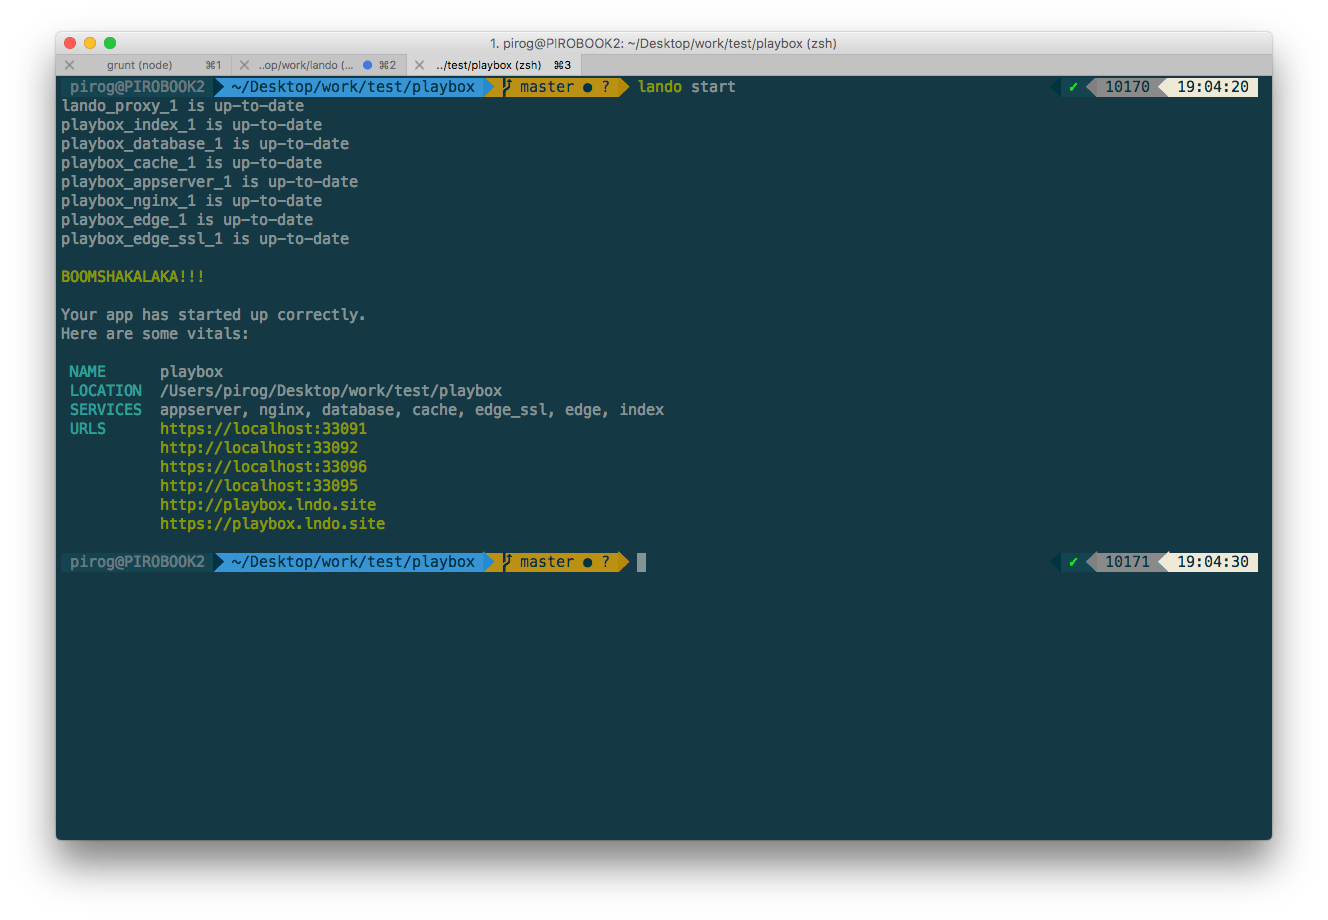 1. pirog@PIROBOOK2: ~/Desktop/work/test/playbox (zsh)
grunt (node) ⌘1 ..op/work/lando (... ⌘2 ../test/playbox (zsh) ⌘3
pirog@PIROBOOK2 ~/Desktop/work/test/playbox master ● ? lando start ✓ 10170 19:04:20
lando_proxy_1 is up-to-date
playbox_index_1 is up-to-date
playbox_database_1 is up-to-date
playbox_cache_1 is up-to-date
playbox_appserver_1 is up-to-date
playbox_nginx_1 is up-to-date
playbox_edge_1 is up-to-date
playbox_edge_ssl_1 is up-to-date
BOOMSHAKALAKA!!!
Your app has started up correctly.
Here are some vitals:
NAME playbox
LOCATION /Users/pirog/Desktop/work/test/playbox
SERVICES appserver, nginx, database, cache, edge_ssl, edge, index
URLS https://localhost:33091
http://localhost:33092
https://localhost:33096
http://localhost:33095
http://playbox.lndo.site
https://playbox.lndo.site
pirog@PIROBOOK2 ~/Desktop/work/test/playbox master ● ? ✓ 10171 19:04:30